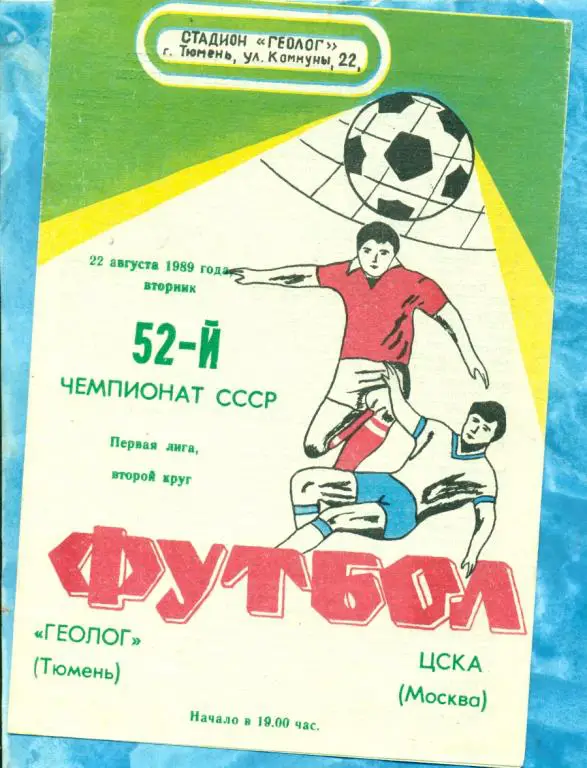 СТАДИОН «ГЕОЛОГ»
г. Тюмень, ул. Коммуны, 22,
22 августа 1989 года,
вторник
52-Й
ЧЕМПИОНАТ СССР
Первая лига,
второй круг
ФУТБОЛ
«ГЕОЛОГ»
(Тюмень)
ЦСКА
(Москва)
Начало в 19.00 час.